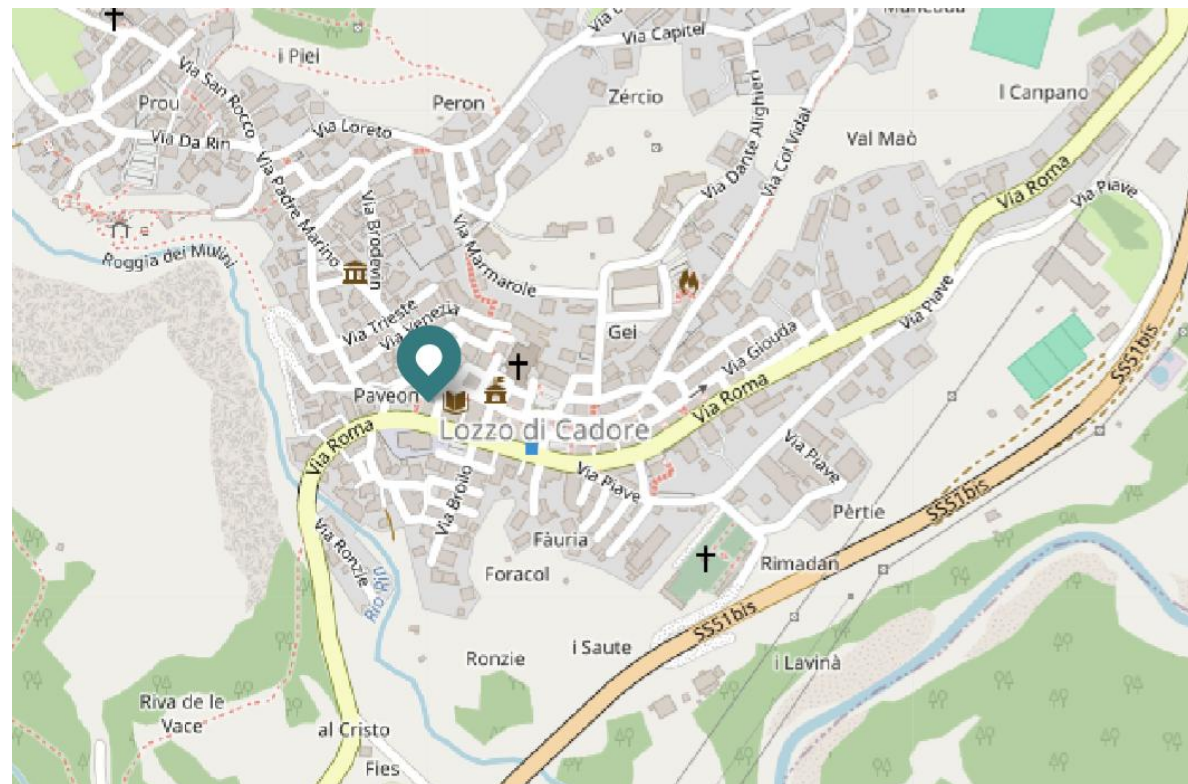 Via Capitel
i Piei
Via San Rocco
Prou
Peron
Zércio
I Canpano
Via Loreto
Via Da Rin
Val Maò
Via Dante Alighieri
Via Col Vidal
Via Padre Marino
Via Brodevin
Via Roma
Via Piave
Roggia dei Mulini
Via Marmarole
Via Trieste
Via Venezia
Gei
Via Giouda
Via Piave
SS51bis
Paveon
Via Roma
Lozzo di Cadore
Via Roma
Via Piave
Via Piave
Via Broilo
SS51bis
Pèrtie
Fàuria
Via Ronzie
Foracol
Rimadan
SS51bis
Ronzie
i Saute
i Lavinà
Riva de le
Vace
al Cristo
Fies